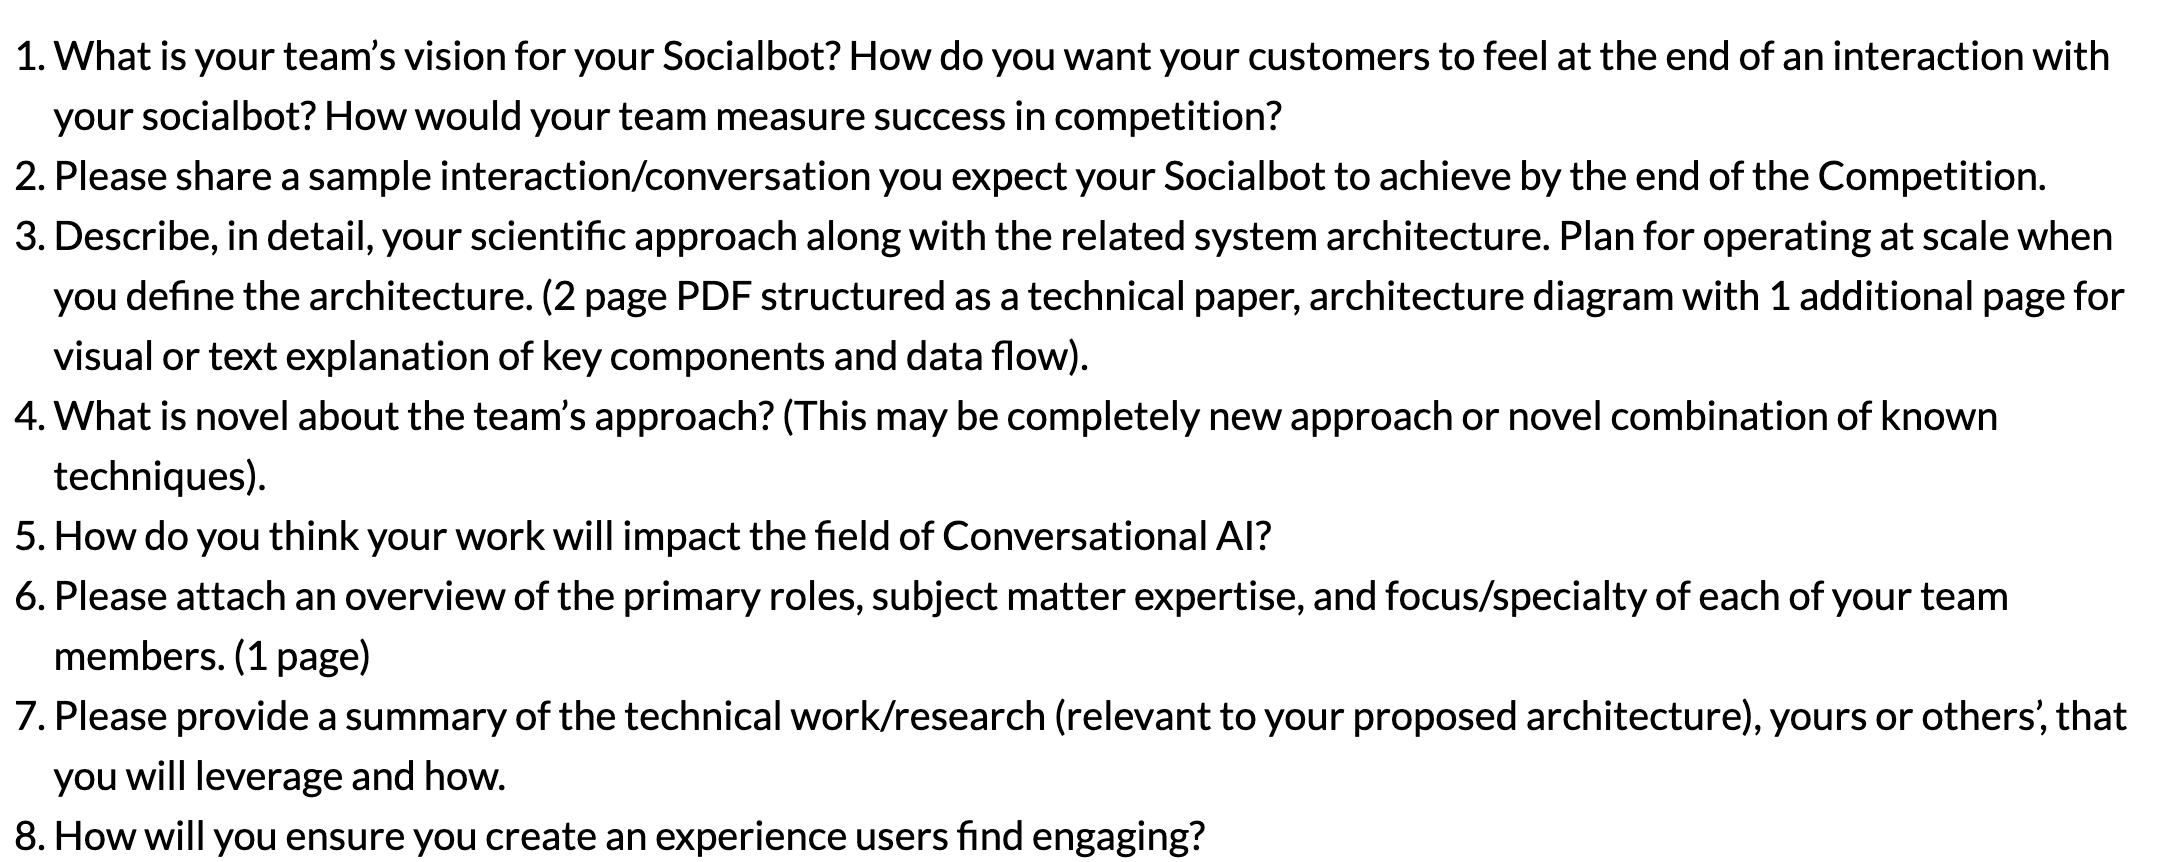 1. What is your team's vision for your Socialbot? How do you want your customers to feel at the end of an interaction with
your socialbot? How would your team measure success in competition?
2. Please share a sample interaction/conversation you expect your Socialbot to achieve by the end of the Competition.
3. Describe, in detail, your scientific approach along with the related system architecture. Plan for operating at scale when
you define the architecture. (2 page PDF structured as a technical paper, architecture diagram with 1 additional page for
visual or text explanation of key components and data flow).
4. What is novel about the team’s approach? (This may be completely new approach or novel combination of known
techniques).
5. How do you think your work will impact the field of Conversational AI?
6. Please attach an overview of the primary roles, subject matter expertise, and focus/specialty of each of your team
members. (1 page)
7. Please provide a summary of the technical work/research (relevant to your proposed architecture), yours or others’, that
you will leverage and how.
8. How will you ensure you create an experience users find engaging?